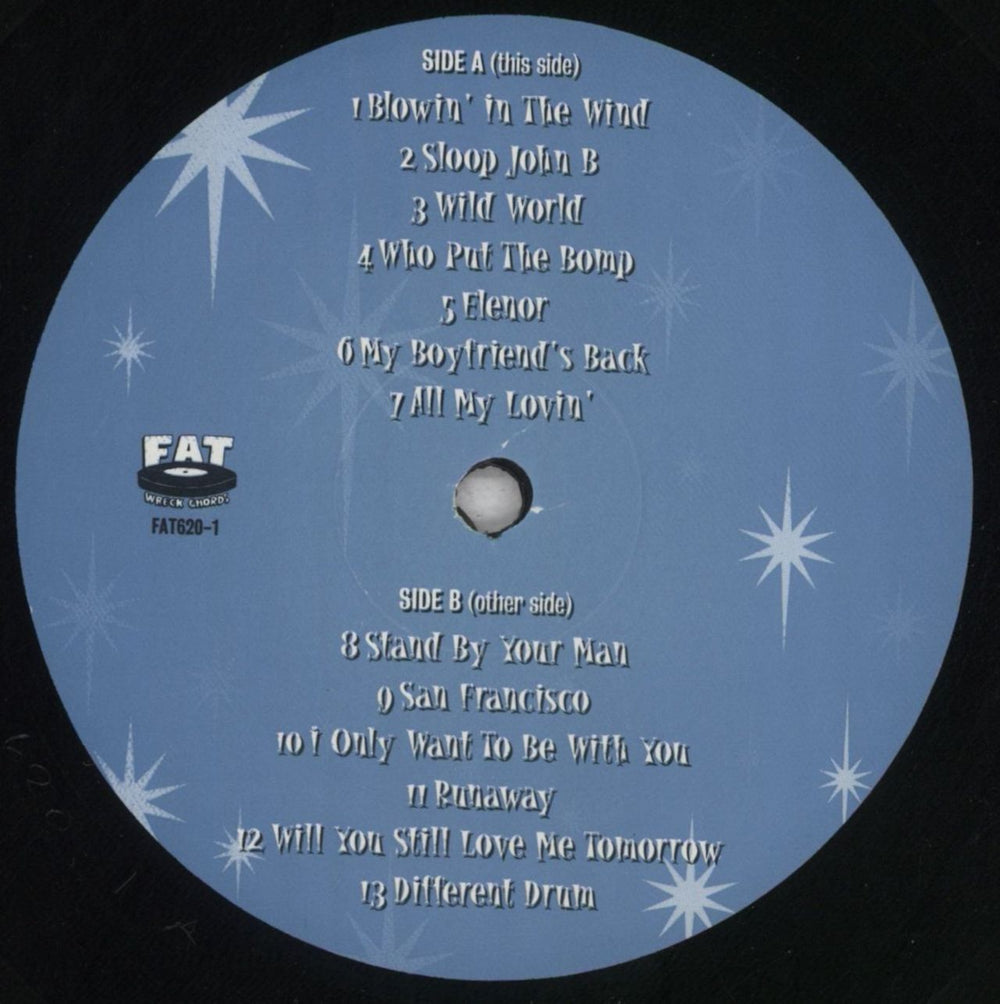 SIDE A (this side)
1 Blowin' in The Wind
2 Sloop John B
3 Wild World
4 Who Put The Bomp
5 Elenor
6 My Boyfriend's Back
7 All My Lovin'
FAT
WRECK CHORDS
FAT620-1
SIDE B (other side)
8 Stand By Your Man
9 San Francisco
10 i Only Want To Be With You
11 Runaway
12 Will You Still Love Me Tomorrow
13 Different Drum